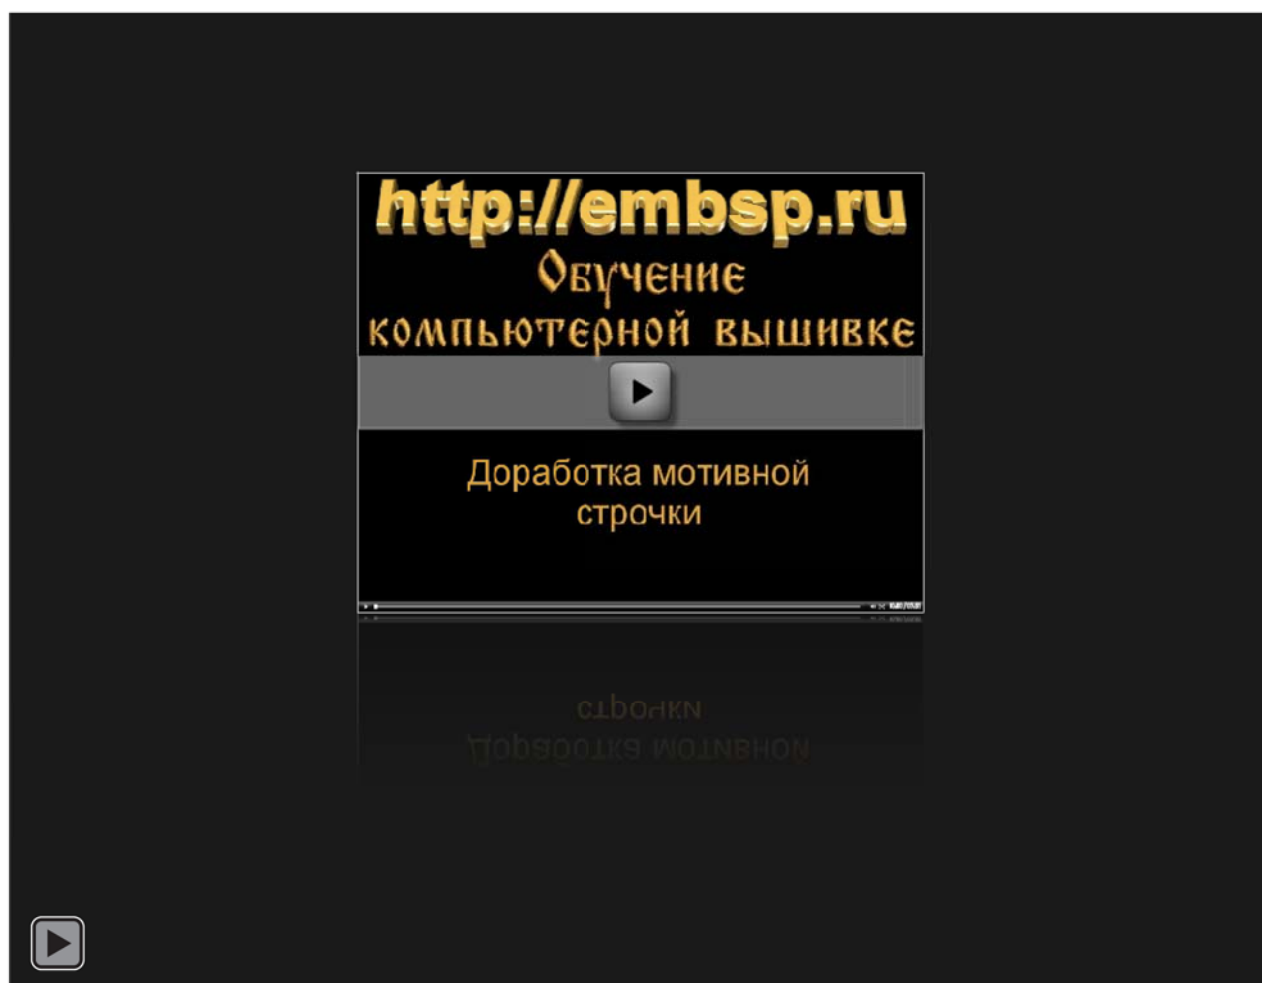 http://embsp.ru
Обучение
компьютерной вышивке
Доработка мотивной
строчки